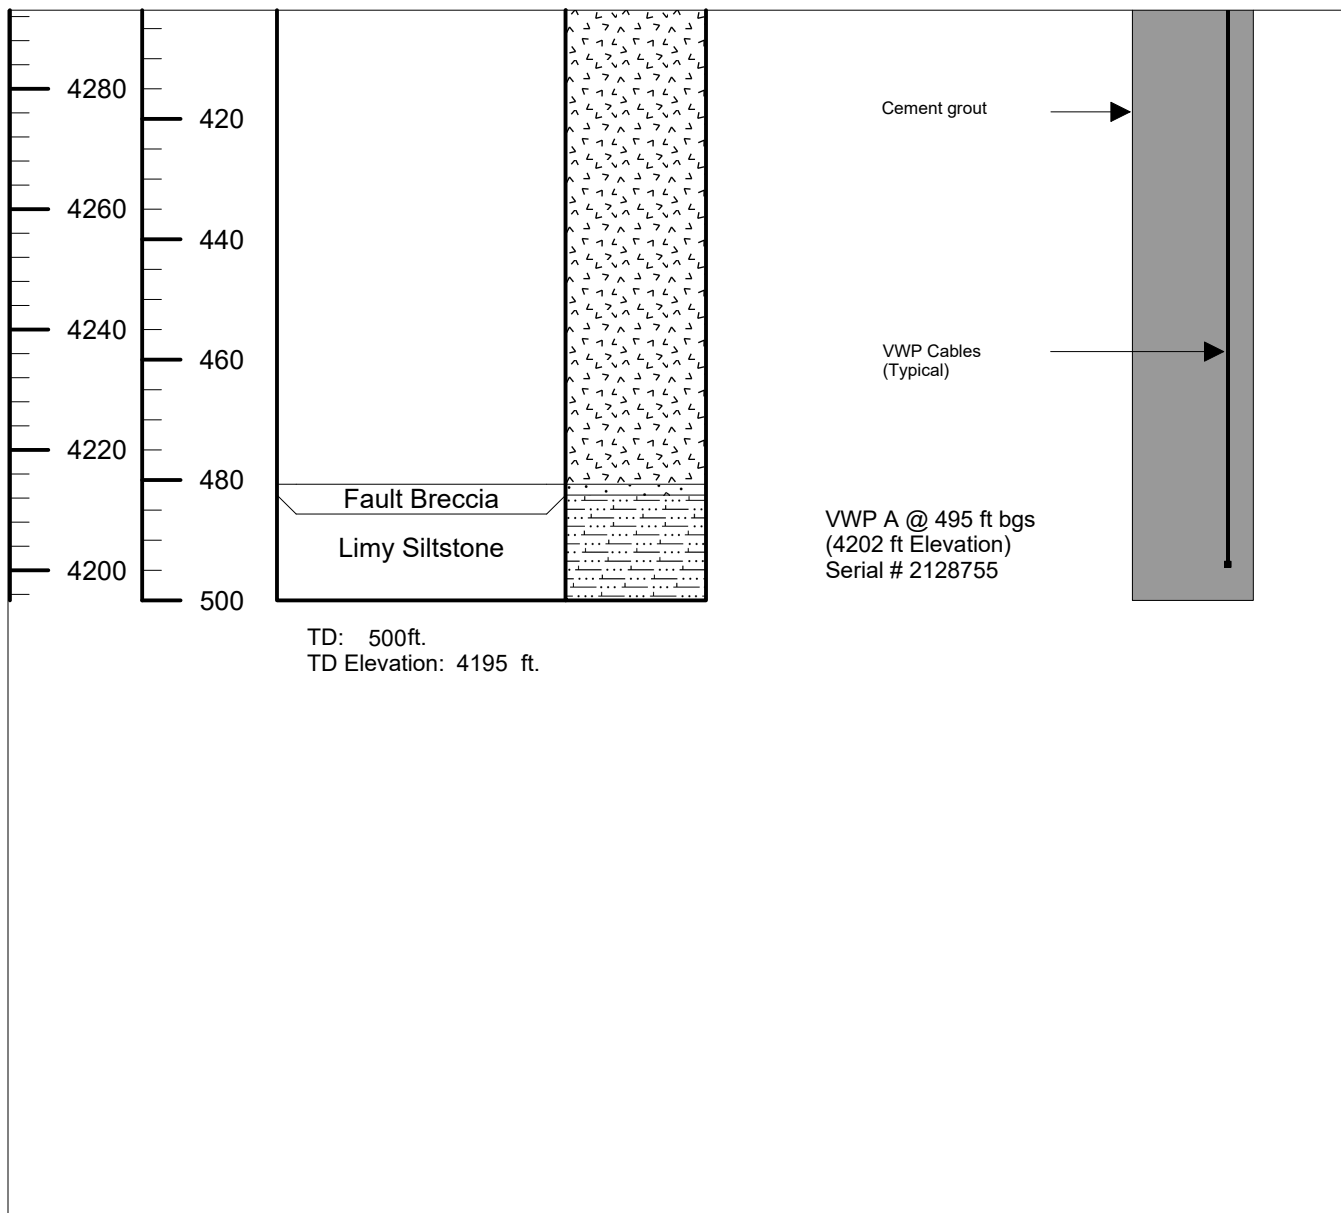 4280
420
Cement grout
4260
440
4240
460
VWP Cables
(Typical)
4220
480
Fault Breccia
VWP A @ 495 ft bgs
(4202 ft Elevation)
Serial # 2128755
Limy Siltstone
4200
500
TD: 500ft.
TD Elevation: 4195 ft.